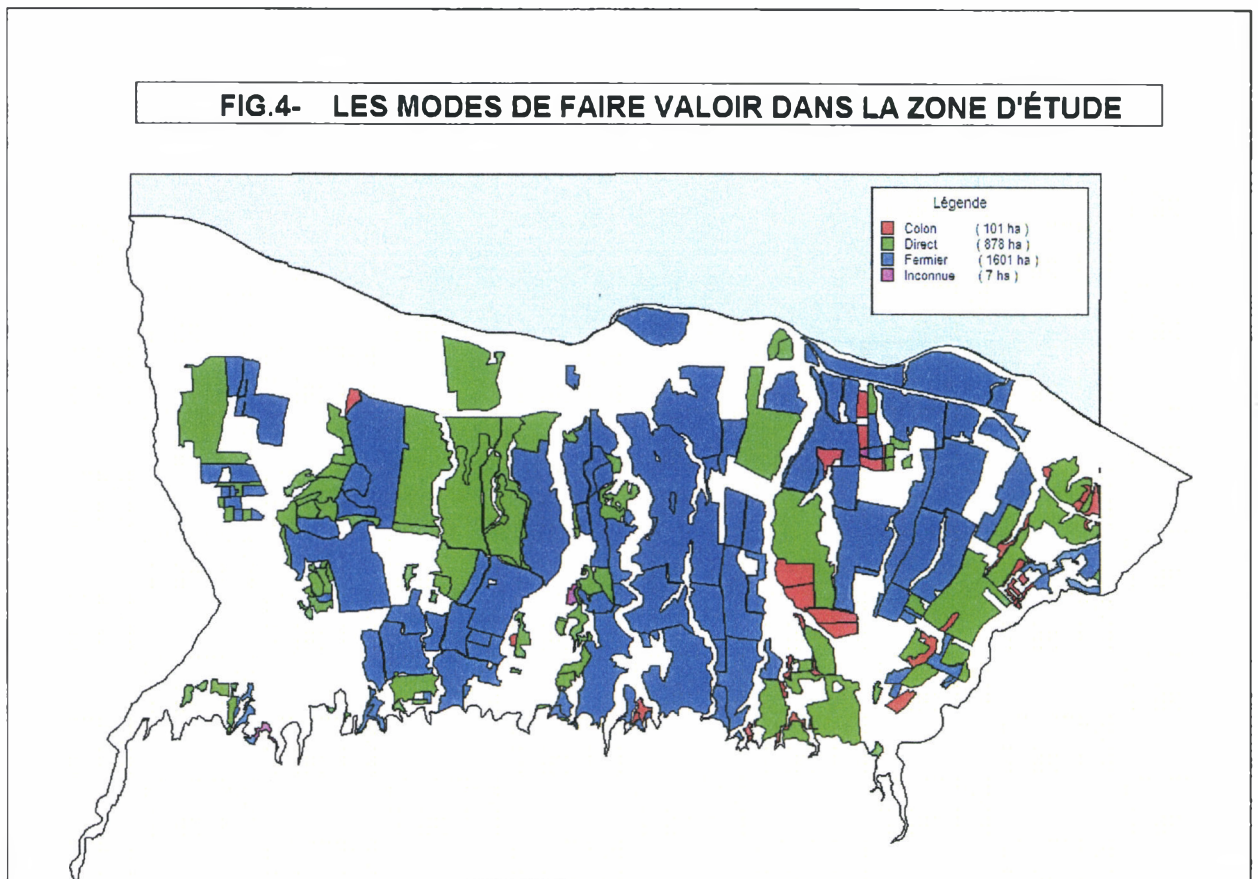 FIG.4- LES MODES DE FAIRE VALOIR DANS LA ZONE D'ÉTUDE
Légende
Colon ( 101 ha )
Direct ( 878 ha )
Fermier ( 1601 ha )
Inconnue ( 7 ha )